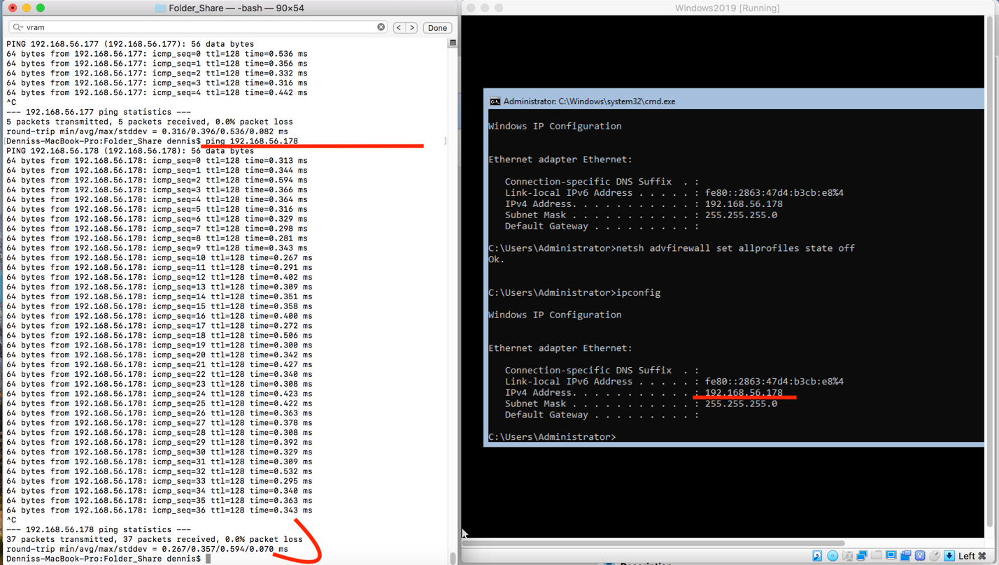 Folder_Share — -bash — 90×54
vram
< > Done
PING 192.168.56.177 (192.168.56.177): 56 data bytes
64 bytes from 192.168.56.177: icmp_seq=0 ttl=128 time=0.536 ms
64 bytes from 192.168.56.177: icmp_seq=1 ttl=128 time=0.356 ms
64 bytes from 192.168.56.177: icmp_seq=2 ttl=128 time=0.332 ms
64 bytes from 192.168.56.177: icmp_seq=3 ttl=128 time=0.316 ms
64 bytes from 192.168.56.177: icmp_seq=4 ttl=128 time=0.442 ms
^C
--- 192.168.56.177 ping statistics ---
5 packets transmitted, 5 packets received, 0.0% packet loss
round-trip min/avg/max/stddev = 0.316/0.396/0.536/0.082 ms
[Denniss-MacBook-Pro:Folder_Share dennis$ ping 192.168.56.178 ]
PING 192.168.56.178 (192.168.56.178): 56 data bytes
64 bytes from 192.168.56.178: icmp_seq=0 ttl=128 time=0.313 ms
64 bytes from 192.168.56.178: icmp_seq=1 ttl=128 time=0.344 ms
64 bytes from 192.168.56.178: icmp_seq=2 ttl=128 time=0.594 ms
64 bytes from 192.168.56.178: icmp_seq=3 ttl=128 time=0.366 ms
64 bytes from 192.168.56.178: icmp_seq=4 ttl=128 time=0.364 ms
64 bytes from 192.168.56.178: icmp_seq=5 ttl=128 time=0.316 ms
64 bytes from 192.168.56.178: icmp_seq=6 ttl=128 time=0.329 ms
64 bytes from 192.168.56.178: icmp_seq=7 ttl=128 time=0.298 ms
64 bytes from 192.168.56.178: icmp_seq=8 ttl=128 time=0.281 ms
64 bytes from 192.168.56.178: icmp_seq=9 ttl=128 time=0.343 ms
64 bytes from 192.168.56.178: icmp_seq=10 ttl=128 time=0.267 ms
64 bytes from 192.168.56.178: icmp_seq=11 ttl=128 time=0.291 ms
64 bytes from 192.168.56.178: icmp_seq=12 ttl=128 time=0.402 ms
64 bytes from 192.168.56.178: icmp_seq=13 ttl=128 time=0.309 ms
64 bytes from 192.168.56.178: icmp_seq=14 ttl=128 time=0.351 ms
64 bytes from 192.168.56.178: icmp_seq=15 ttl=128 time=0.358 ms
64 bytes from 192.168.56.178: icmp_seq=16 ttl=128 time=0.400 ms
64 bytes from 192.168.56.178: icmp_seq=17 ttl=128 time=0.272 ms
64 bytes from 192.168.56.178: icmp_seq=18 ttl=128 time=0.506 ms
64 bytes from 192.168.56.178: icmp_seq=19 ttl=128 time=0.300 ms
64 bytes from 192.168.56.178: icmp_seq=20 ttl=128 time=0.342 ms
64 bytes from 192.168.56.178: icmp_seq=21 ttl=128 time=0.427 ms
64 bytes from 192.168.56.178: icmp_seq=22 ttl=128 time=0.340 ms
64 bytes from 192.168.56.178: icmp_seq=23 ttl=128 time=0.308 ms
64 bytes from 192.168.56.178: icmp_seq=24 ttl=128 time=0.423 ms
64 bytes from 192.168.56.178: icmp_seq=25 ttl=128 time=0.422 ms
64 bytes from 192.168.56.178: icmp_seq=26 ttl=128 time=0.363 ms
64 bytes from 192.168.56.178: icmp_seq=27 ttl=128 time=0.378 ms
64 bytes from 192.168.56.178: icmp_seq=28 ttl=128 time=0.308 ms
64 bytes from 192.168.56.178: icmp_seq=29 ttl=128 time=0.392 ms
64 bytes from 192.168.56.178: icmp_seq=30 ttl=128 time=0.329 ms
64 bytes from 192.168.56.178: icmp_seq=31 ttl=128 time=0.309 ms
64 bytes from 192.168.56.178: icmp_seq=32 ttl=128 time=0.532 ms
64 bytes from 192.168.56.178: icmp_seq=33 ttl=128 time=0.295 ms
64 bytes from 192.168.56.178: icmp_seq=34 ttl=128 time=0.340 ms
64 bytes from 192.168.56.178: icmp_seq=35 ttl=128 time=0.363 ms
64 bytes from 192.168.56.178: icmp_seq=36 ttl=128 time=0.343 ms
^C
--- 192.168.56.178 ping statistics ---
37 packets transmitted, 37 packets received, 0.0% packet loss
round-trip min/avg/max/stddev = 0.267/0.357/0.594/0.070 ms
Denniss-MacBook-Pro:Folder_Share dennis$
Windows2019 [Running]
Administrator: C:\Windows\system32\cmd.exe
Windows IP Configuration
Ethernet adapter Ethernet:
Connection-specific DNS Suffix . :
Link-local IPv6 Address . . . . . : fe80::2863:47d4:b3cb:e8%4
IPv4 Address. . . . . . . . . . . : 192.168.56.178
Subnet Mask . . . . . . . . . . . : 255.255.255.0
Default Gateway . . . . . . . . . :
C:\Users\Administrator>netsh advfirewall set allprofiles state off
Ok.
C:\Users\Administrator>ipconfig
Windows IP Configuration
Ethernet adapter Ethernet:
Connection-specific DNS Suffix . :
Link-local IPv6 Address . . . . . : fe80::2863:47d4:b3cb:e8%4
IPv4 Address. . . . . . . . . . . : 192.168.56.178
Subnet Mask . . . . . . . . . . . : 255.255.255.0
Default Gateway . . . . . . . . . :
C:\Users\Administrator>
Left ⌘
Description